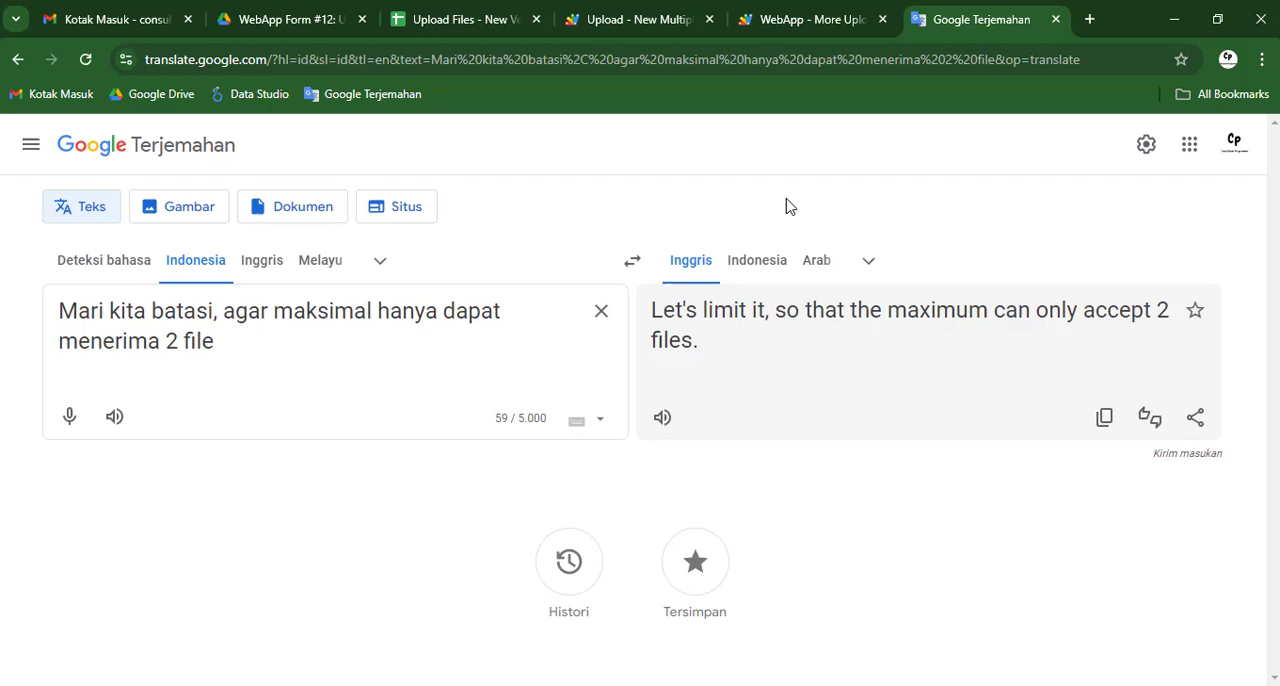 Kotak Masuk - consul
WebApp Form #12: U
Upload Files - New Ve
Upload - New Multip
WebApp - More Uplo
Google Terjemahan
translate.google.com/?hl=id&sl=id&tl=en&text=Mari%20kita%20batasi%2C%20agar%20maksimal%20hanya%20dapat%20menerima%202%20file&op=translate
Cp
Kotak Masuk
Google Drive
Data Studio
Google Terjemahan
All Bookmarks
Google Terjemahan
Cp
Teks
Gambar
Dokumen
Situs
Deteksi bahasa
Indonesia
Inggris
Melayu
Inggris
Indonesia
Arab
Mari kita batasi, agar maksimal hanya dapat
menerima 2 file
Let's limit it, so that the maximum can only accept 2
files.
59 / 5.000
Kirim masukan
Histori
Tersimpan